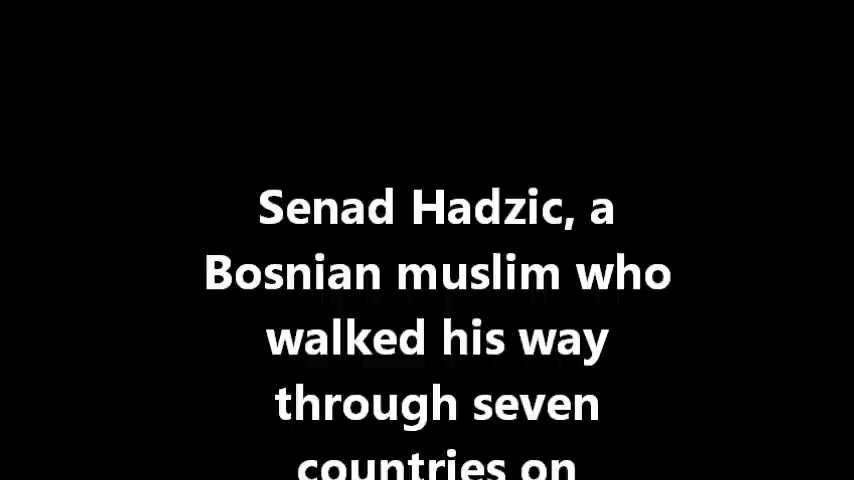 Senad Hadzic, a
Bosnian muslim who
walked his way
through seven
countries on